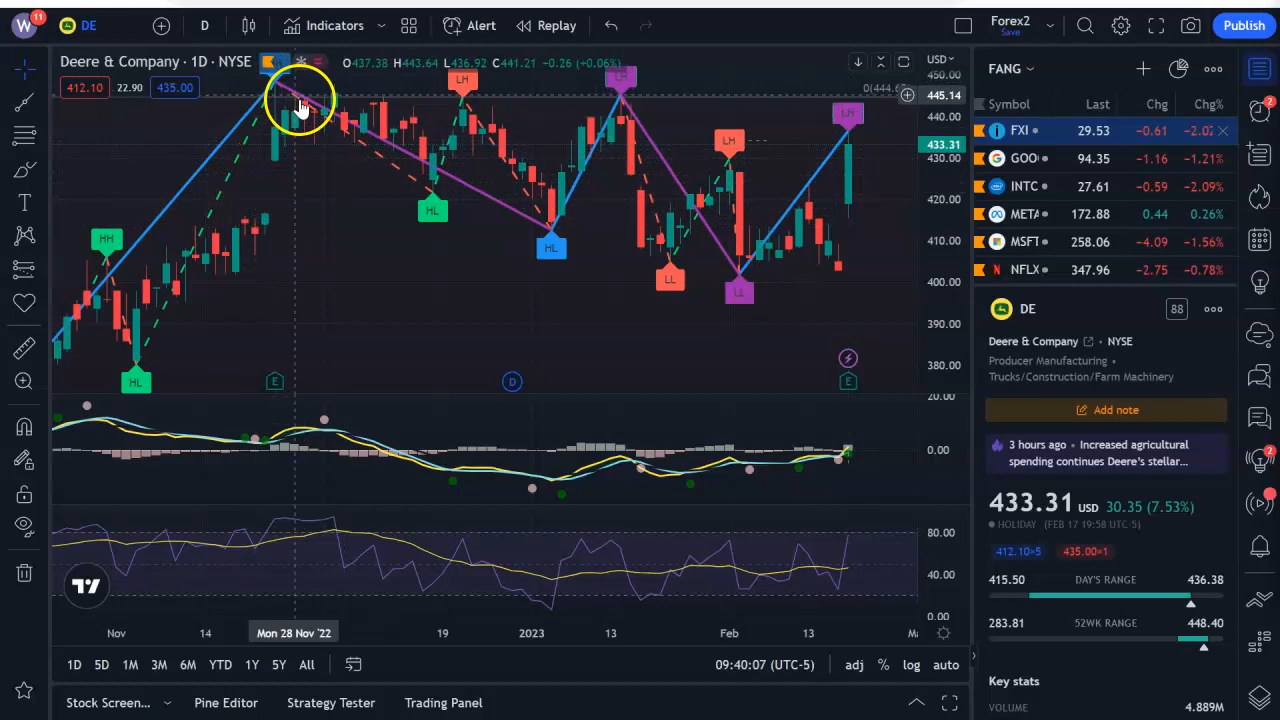 W
11
DE
D
Indicators
Alert
Replay
Forex2
Save
Publish
Deere & Company · 1D · NYSE
O437.38 H443.64 L436.92 C441.21 −0.26 (+0.06%)
412.10
22.90
435.00
USD
450.00
445.14
440.00
433.31
430.00
420.00
410.00
400.00
390.00
380.00
HH
HL
LH
HL
LH
HL
LH
LL
LL
LH
E
D
E
20.00
0.00
80.00
40.00
0.00
Nov
14
Mon 28 Nov '22
19
2023
13
Feb
13
1D
5D
1M
3M
6M
YTD
1Y
5Y
All
09:40:07 (UTC-5)
adj
%
log
auto
Stock Screen...
Pine Editor
Strategy Tester
Trading Panel
FANG
Symbol
Last
Chg
Chg%
FXI 29.53 −0.61
GOO 94.35 −1.16 −1.21%
INTC 27.61 −0.59 −2.09%
META 172.88 0.44 0.26%
MSFT 258.06 −4.09 −1.56%
NFLX 347.96 −2.75 −0.78%
DE
88
Deere & Company
NYSE
Producer Manufacturing •
Trucks/Construction/Farm Machinery
Add note
3 hours ago • Increased agricultural
spending continues Deere's stellar...
433.31 USD 30.35 (7.53%)
HOLIDAY (FEB 17 19:58 UTC-5)
412.10×5
435.00×1
415.50
DAY'S RANGE
436.38
283.81
52WK RANGE
448.40
Key stats
VOLUME
4.889M
2
2